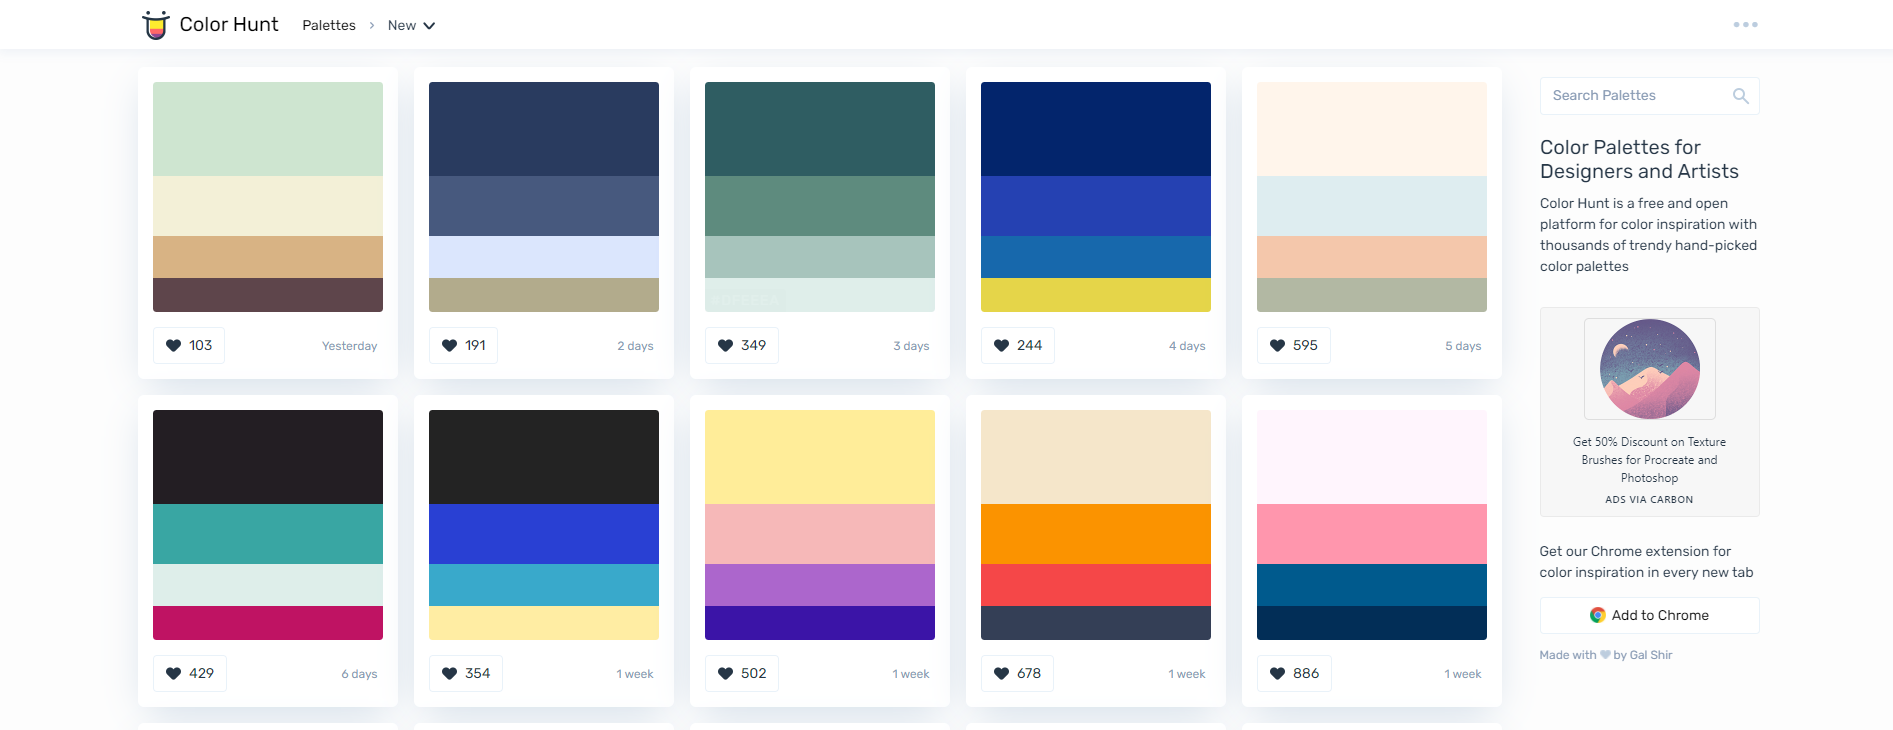 Color Hunt
Palettes > New
103
Yesterday
191
2 days
349
3 days
244
4 days
595
5 days
429
6 days
354
1 week
502
1 week
678
1 week
886
1 week
Search Palettes
Color Palettes for
Designers and Artists
Color Hunt is a free and open
platform for color inspiration with
thousands of trendy hand-picked
color palettes
Get 50% Discount on Texture
Brushes for Procreate and
Photoshop
ADS VIA CARBON
Get our Chrome extension for
color inspiration in every new tab
Add to Chrome
Made with ♥ by Gal Shir